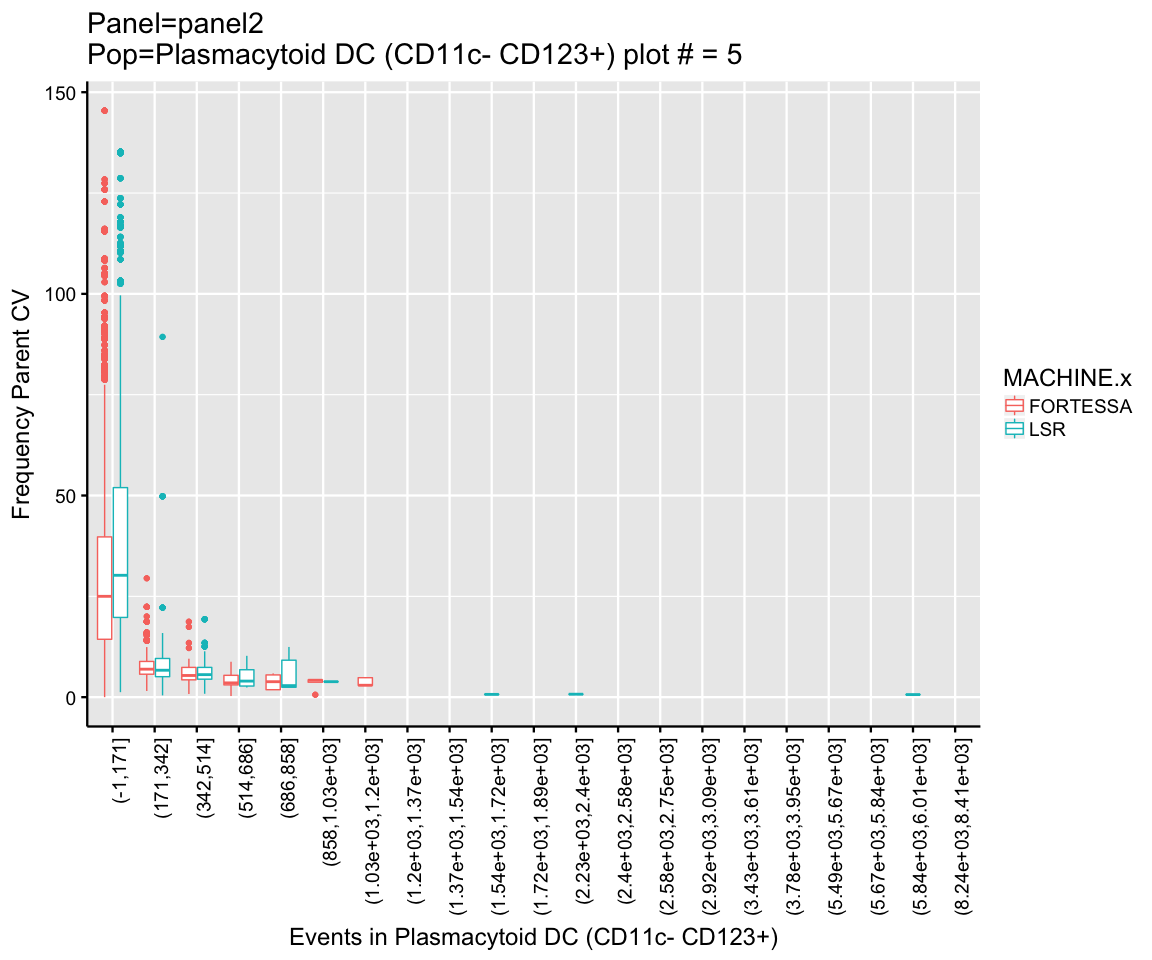 Panel=panel2
Pop=Plasmacytoid DC (CD11c- CD123+) plot # = 5
150
100
50
0
Frequency Parent CV
(-1,171]
(171,342]
(342,514]
(514,686]
(686,858]
(858,1.03e+03]
(1.03e+03,1.2e+03]
(1.2e+03,1.37e+03]
(1.37e+03,1.54e+03]
(1.54e+03,1.72e+03]
(1.72e+03,1.89e+03]
(2.23e+03,2.4e+03]
(2.4e+03,2.58e+03]
(2.58e+03,2.75e+03]
(2.92e+03,3.09e+03]
(3.43e+03,3.61e+03]
(3.78e+03,3.95e+03]
(5.49e+03,5.67e+03]
(5.67e+03,5.84e+03]
(5.84e+03,6.01e+03]
(8.24e+03,8.41e+03]
Events in Plasmacytoid DC (CD11c- CD123+)
MACHINE.x
FORTESSA
LSR